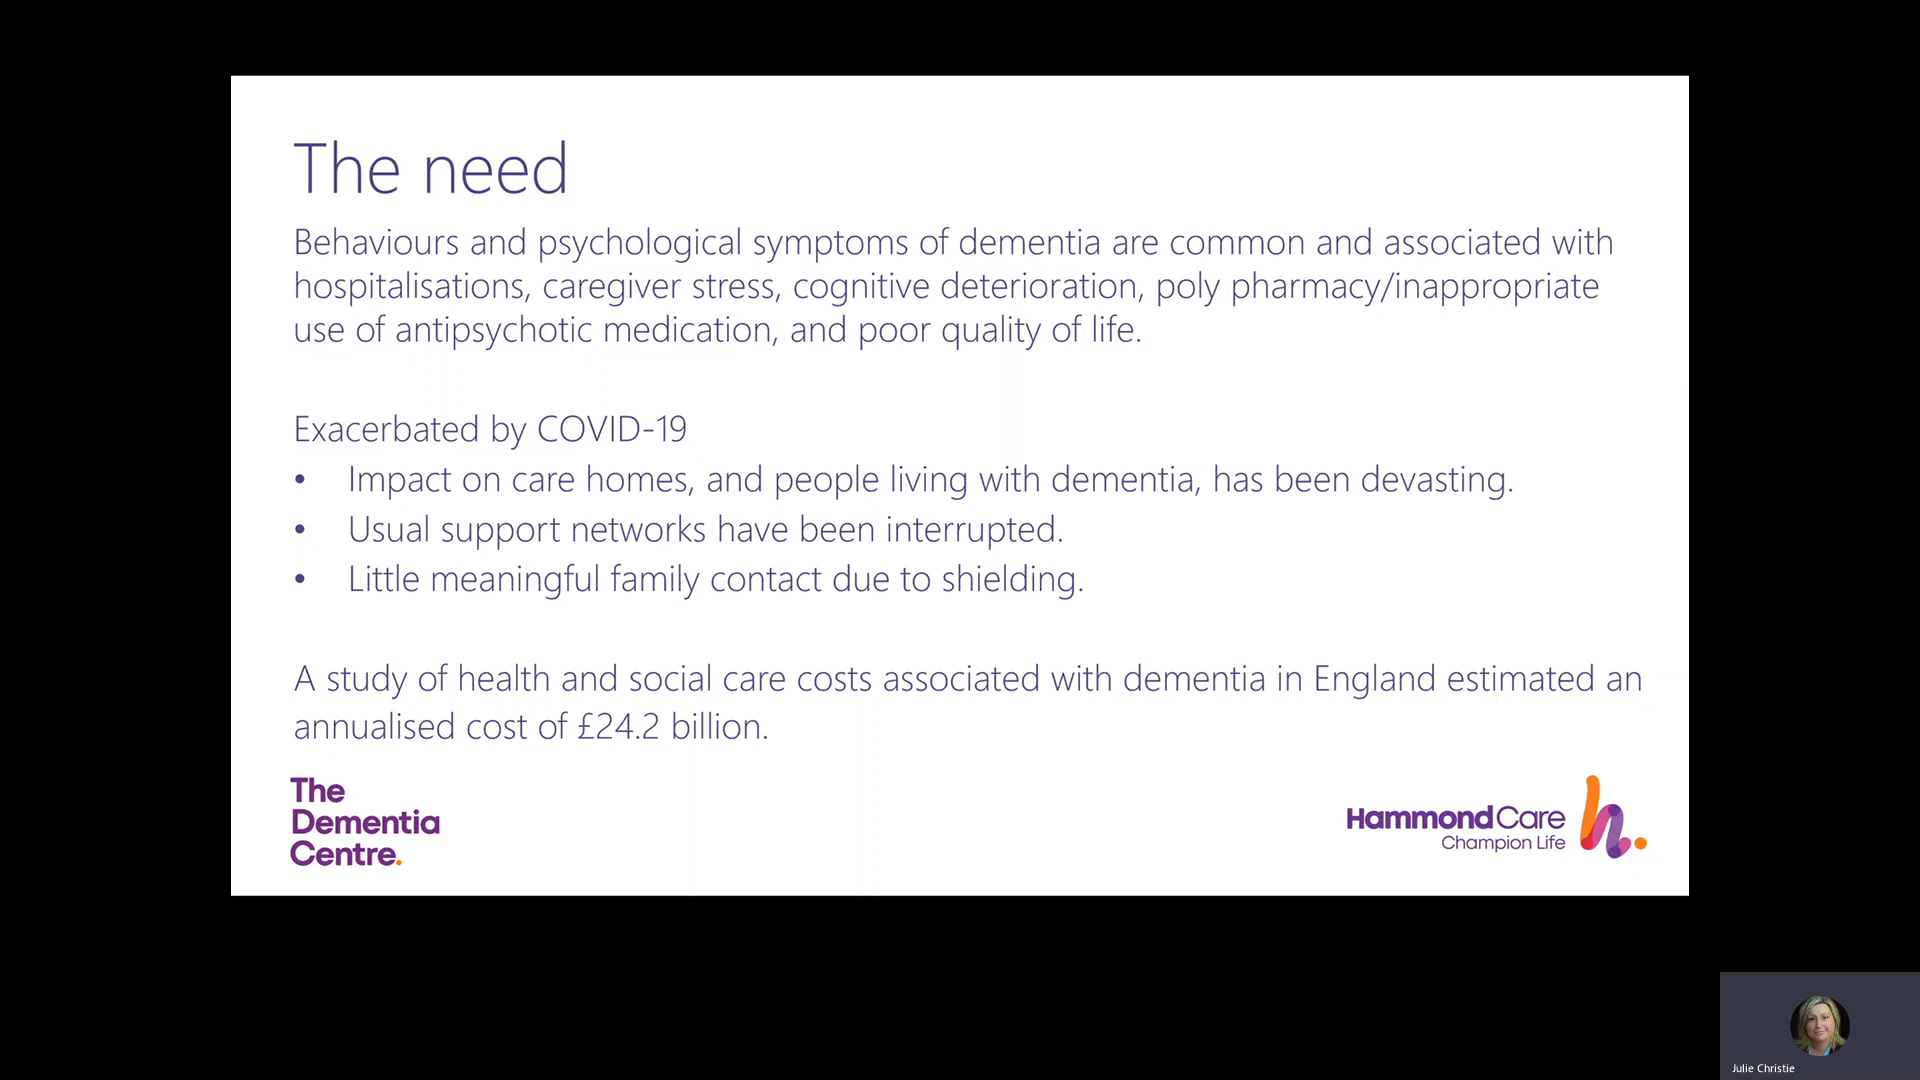 The need
Behaviours and psychological symptoms of dementia are common and associated with
hospitalisations, caregiver stress, cognitive deterioration, poly pharmacy/inappropriate
use of antipsychotic medication, and poor quality of life.
Exacerbated by COVID-19
• Impact on care homes, and people living with dementia, has been devasting.
• Usual support networks have been interrupted.
• Little meaningful family contact due to shielding.
A study of health and social care costs associated with dementia in England estimated an
annualised cost of £24.2 billion.
The
Dementia
Centre.
HammondCare
Champion Life
Julie Christie